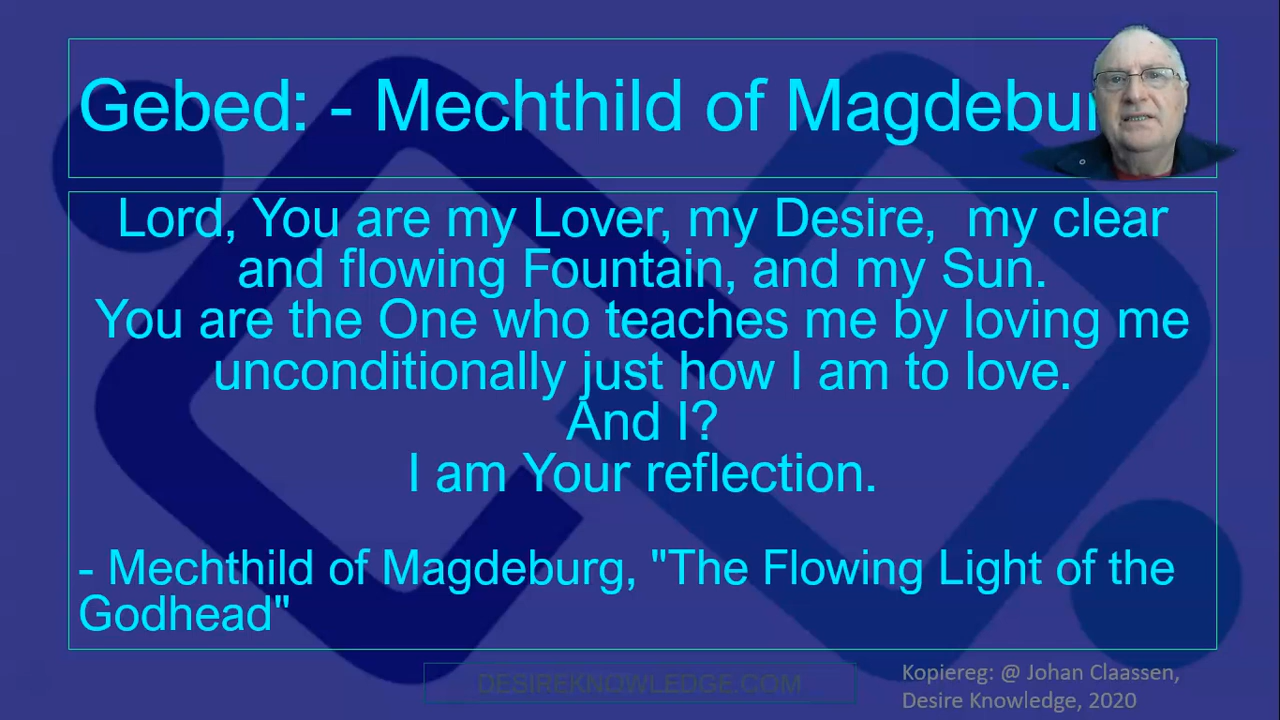 Gebed: - Mechthild of Magdebur
Lord, You are my Lover, my Desire,  my clear
and flowing Fountain, and my Sun.
You are the One who teaches me by loving me
unconditionally just how I am to love.
And I?
I am Your reflection.
- Mechthild of Magdeburg, "The Flowing Light of the
Godhead"
DESIREKNOWLEDGE.COM
Kopiereg: @ Johan Claassen,
Desire Knowledge, 2020